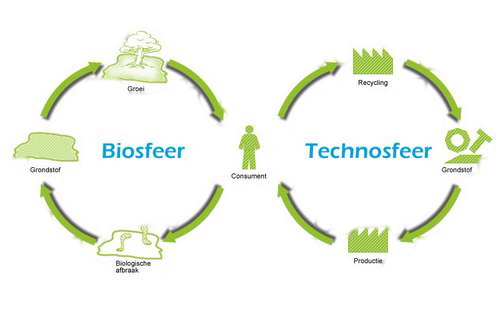 Groei
Recycling
Biosfeer
Technosfeer
Grondstof
Consument
Grondstof
Biologische
afbraak
Productie